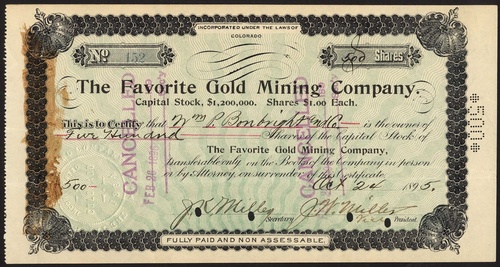 INCORPORATED UNDER THE LAWS OF
COLORADO
No 152
500 Shares
The Favorite Gold Mining Company.
Capital Stock, $1,200,000. Shares $1.00 Each.
This is to Certify that Wm P. Bonbright & Co. is the owner of
Five Hundred Shares of the Capital Stock of
The Favorite Gold Mining Company,
transferable only on the Books of the Company in person
or by Attorney, on surrender of this Certificate.
500 Oct 24 1895.
Secretary. President.
FULLY PAID AND NON ASSESSABLE.
CANCELLED
FEB 28
CANCELLED
500